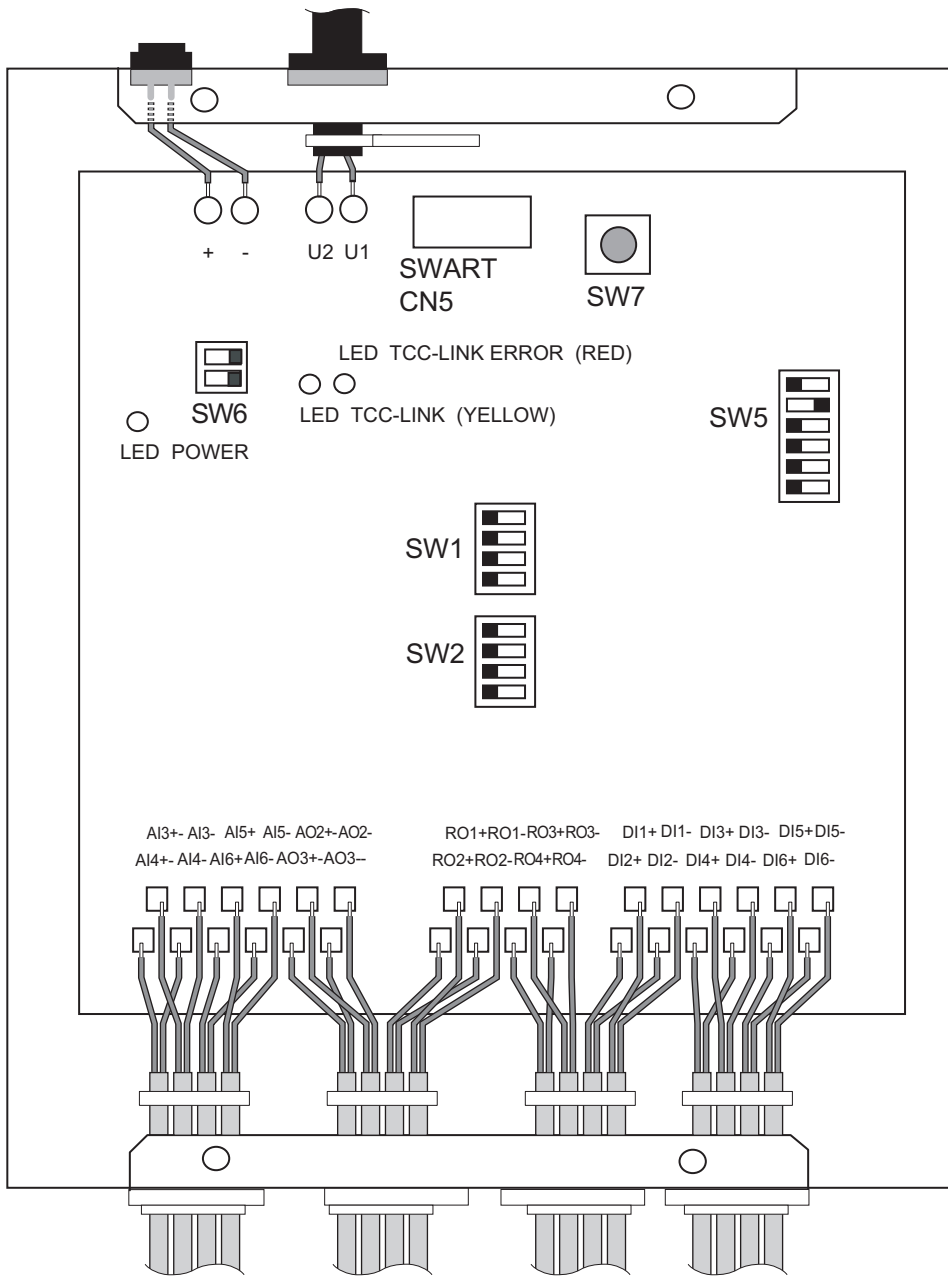 + - U2 U1
SWART
CN5
SW7
LED TCC-LINK ERROR (RED)
SW6
LED TCC-LINK (YELLOW)
SW5
LED POWER
SW1
SW2
AI3+- AI3- AI5+ AI5- AO2+-AO2- RO1+RO1-RO3+RO3- DI1+ DI1- DI3+ DI3- DI5+DI5-
AI4+- AI4- AI6+AI6- AO3+-AO3-- RO2+RO2-RO4+RO4- DI2+ DI2- DI4+ DI4- DI6+ DI6-